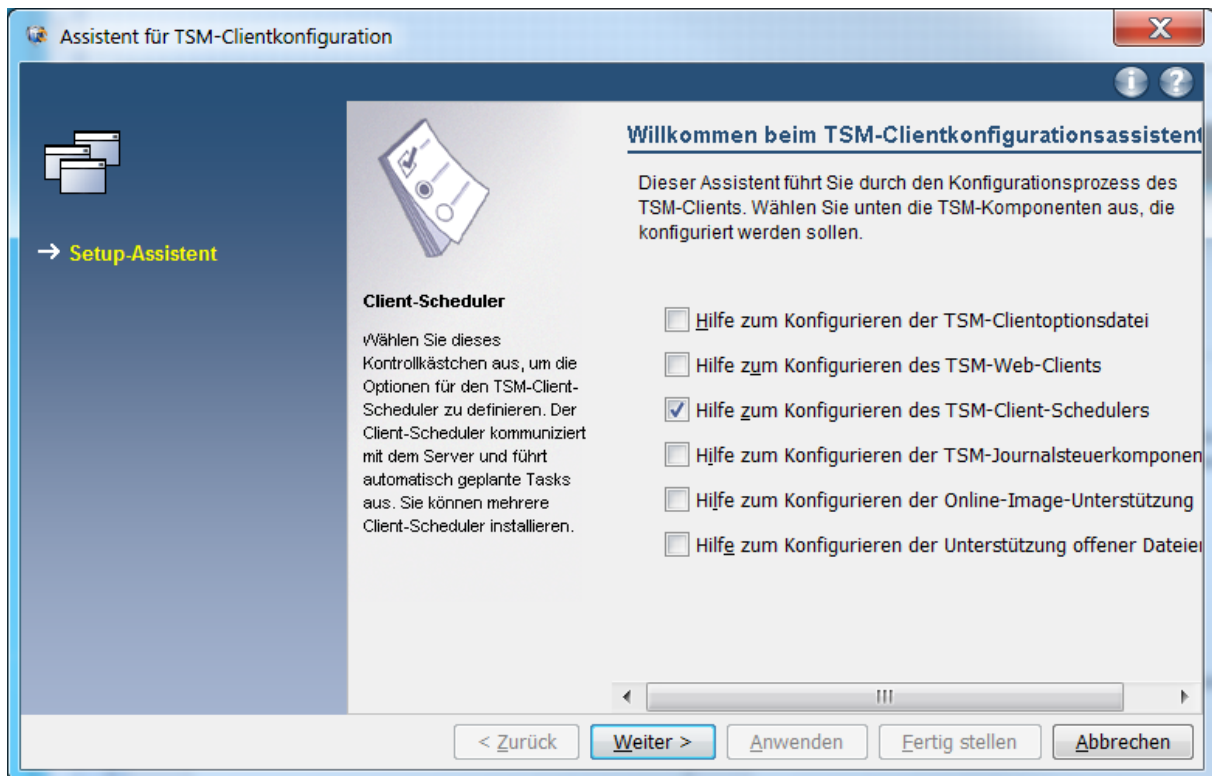 Assistent für TSM-Clientkonfiguration
X
i ?
→ Setup-Assistent
Client-Scheduler
Wählen Sie dieses
Kontrollkästchen aus, um die
Optionen für den TSM-Client-
Scheduler zu definieren. Der
Client-Scheduler kommuniziert
mit dem Server und führt
automatisch geplante Tasks
aus. Sie können mehrere
Client-Scheduler installieren.
Willkommen beim TSM-Clientkonfigurationsassistent
Dieser Assistent führt Sie durch den Konfigurationsprozess des
TSM-Clients. Wählen Sie unten die TSM-Komponenten aus, die
konfiguriert werden sollen.
Hilfe zum Konfigurieren der TSM-Clientoptionsdatei
Hilfe zum Konfigurieren des TSM-Web-Clients
Hilfe zum Konfigurieren des TSM-Client-Schedulers
Hilfe zum Konfigurieren der TSM-Journalsteuerkomponen
Hilfe zum Konfigurieren der Online-Image-Unterstützung
Hilfe zum Konfigurieren der Unterstützung offener Dateien
< Zurück
Weiter >
Anwenden
Fertig stellen
Abbrechen